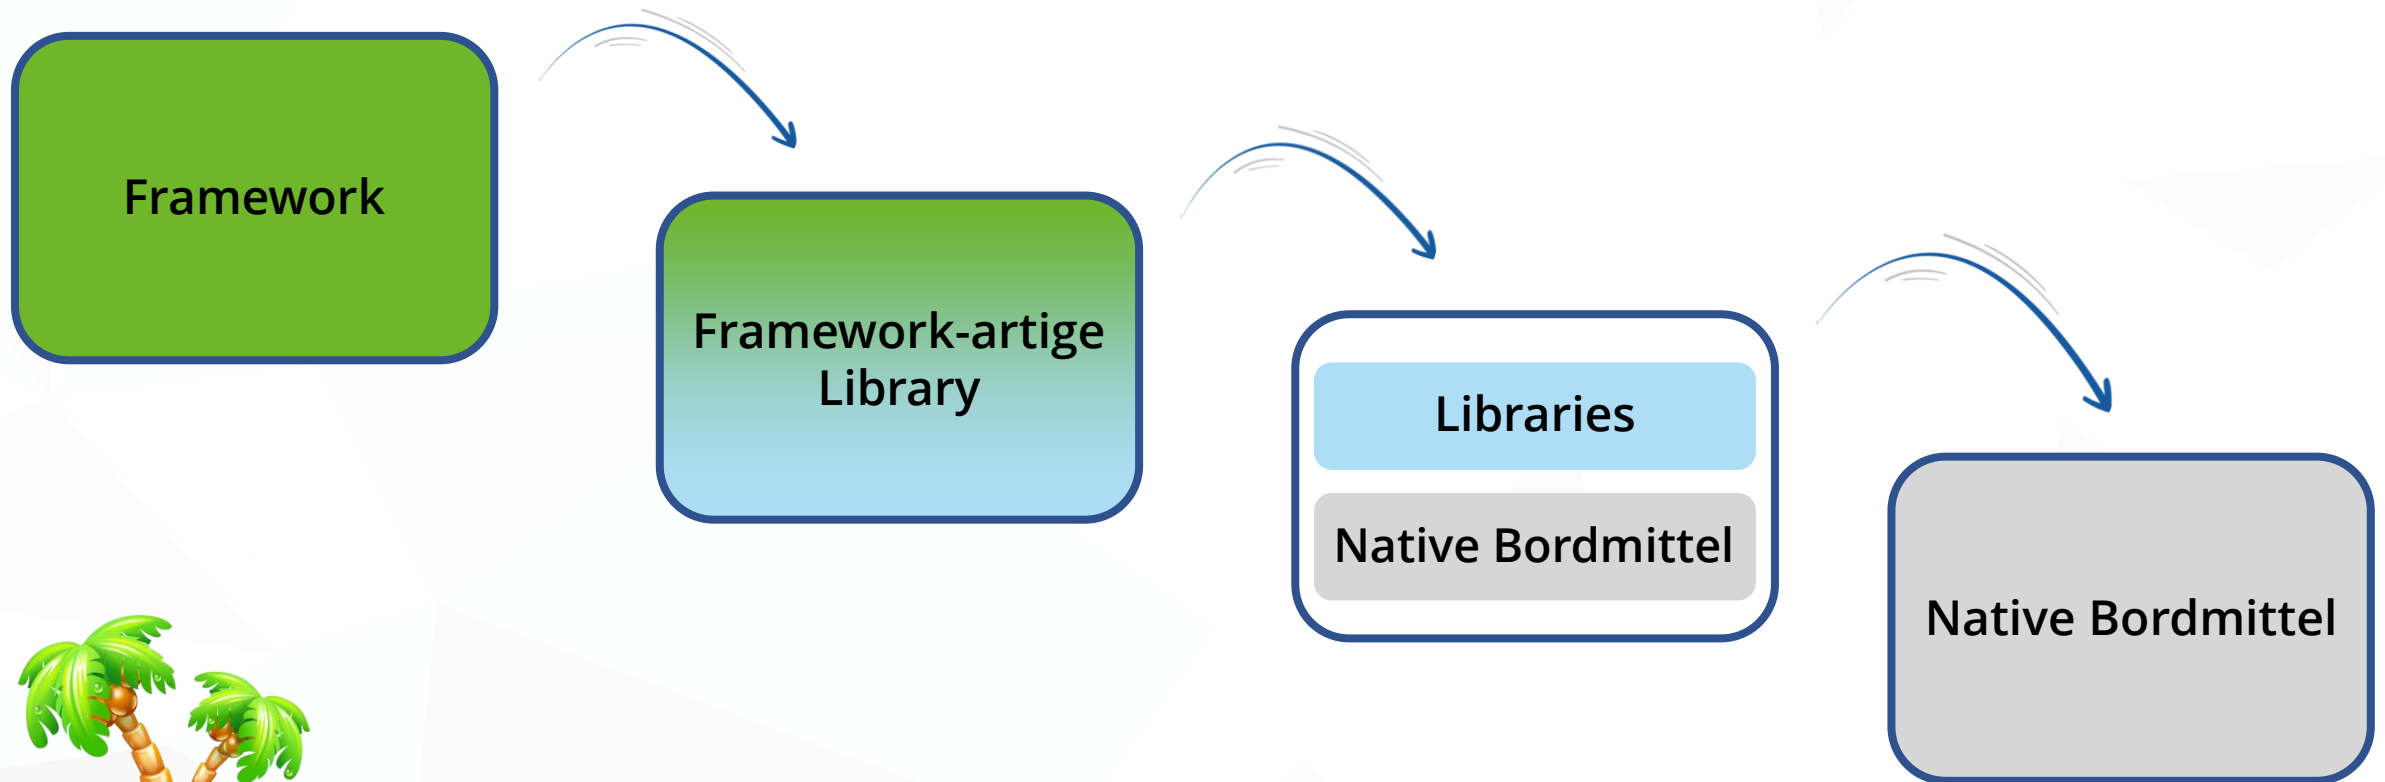 Framework
Framework-artige
Library
Libraries
Native Bordmittel
Native Bordmittel